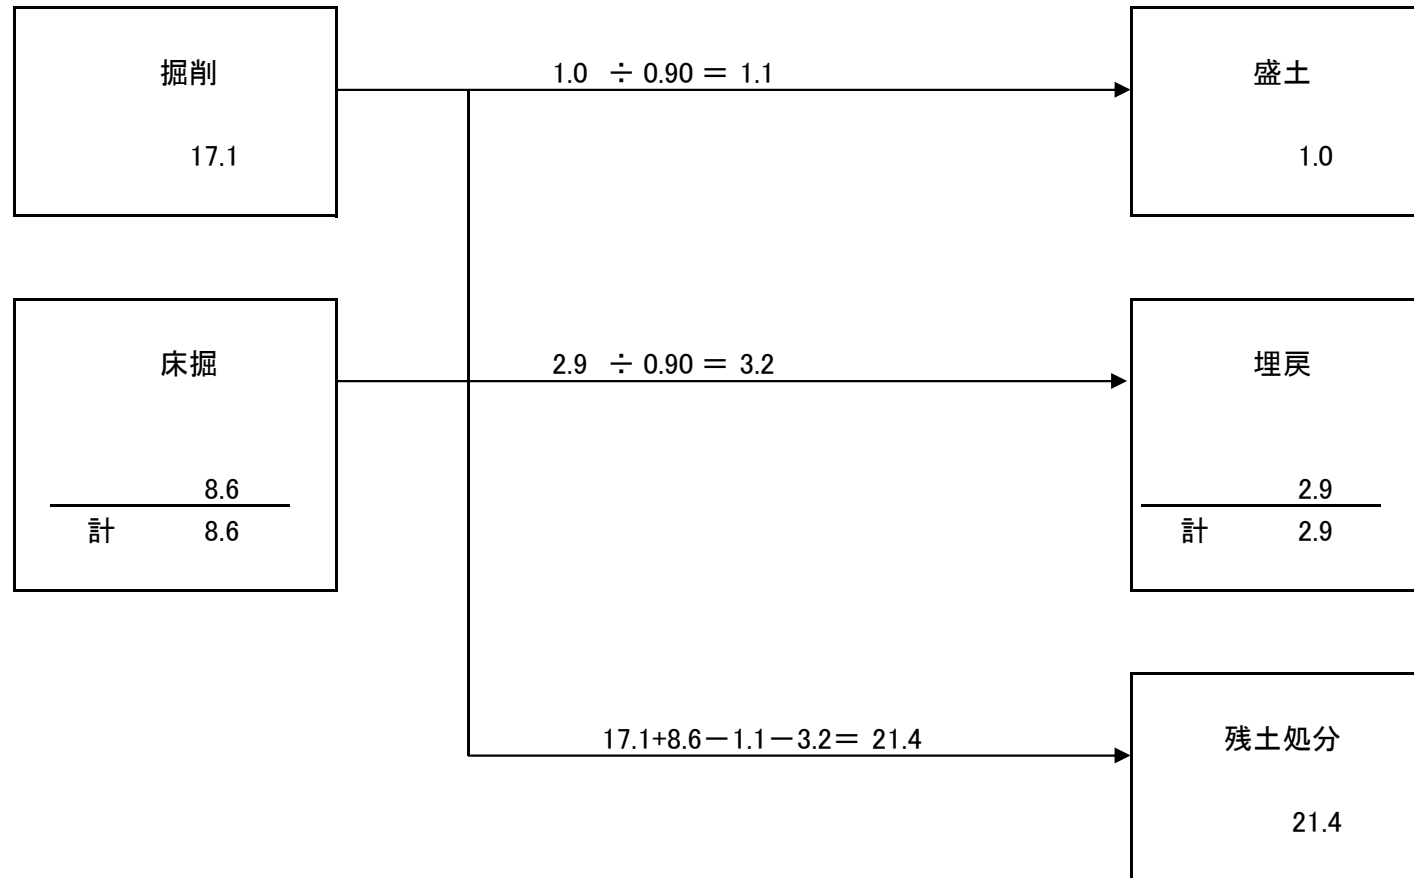 掘削
1.0 ÷ 0.90 = 1.1
盛土
17.1
1.0
床掘
2.9 ÷ 0.90 = 3.2
埋戻
8.6
2.9
計 8.6
計 2.9
17.1+8.6－1.1－3.2＝ 21.4
残土処分
21.4